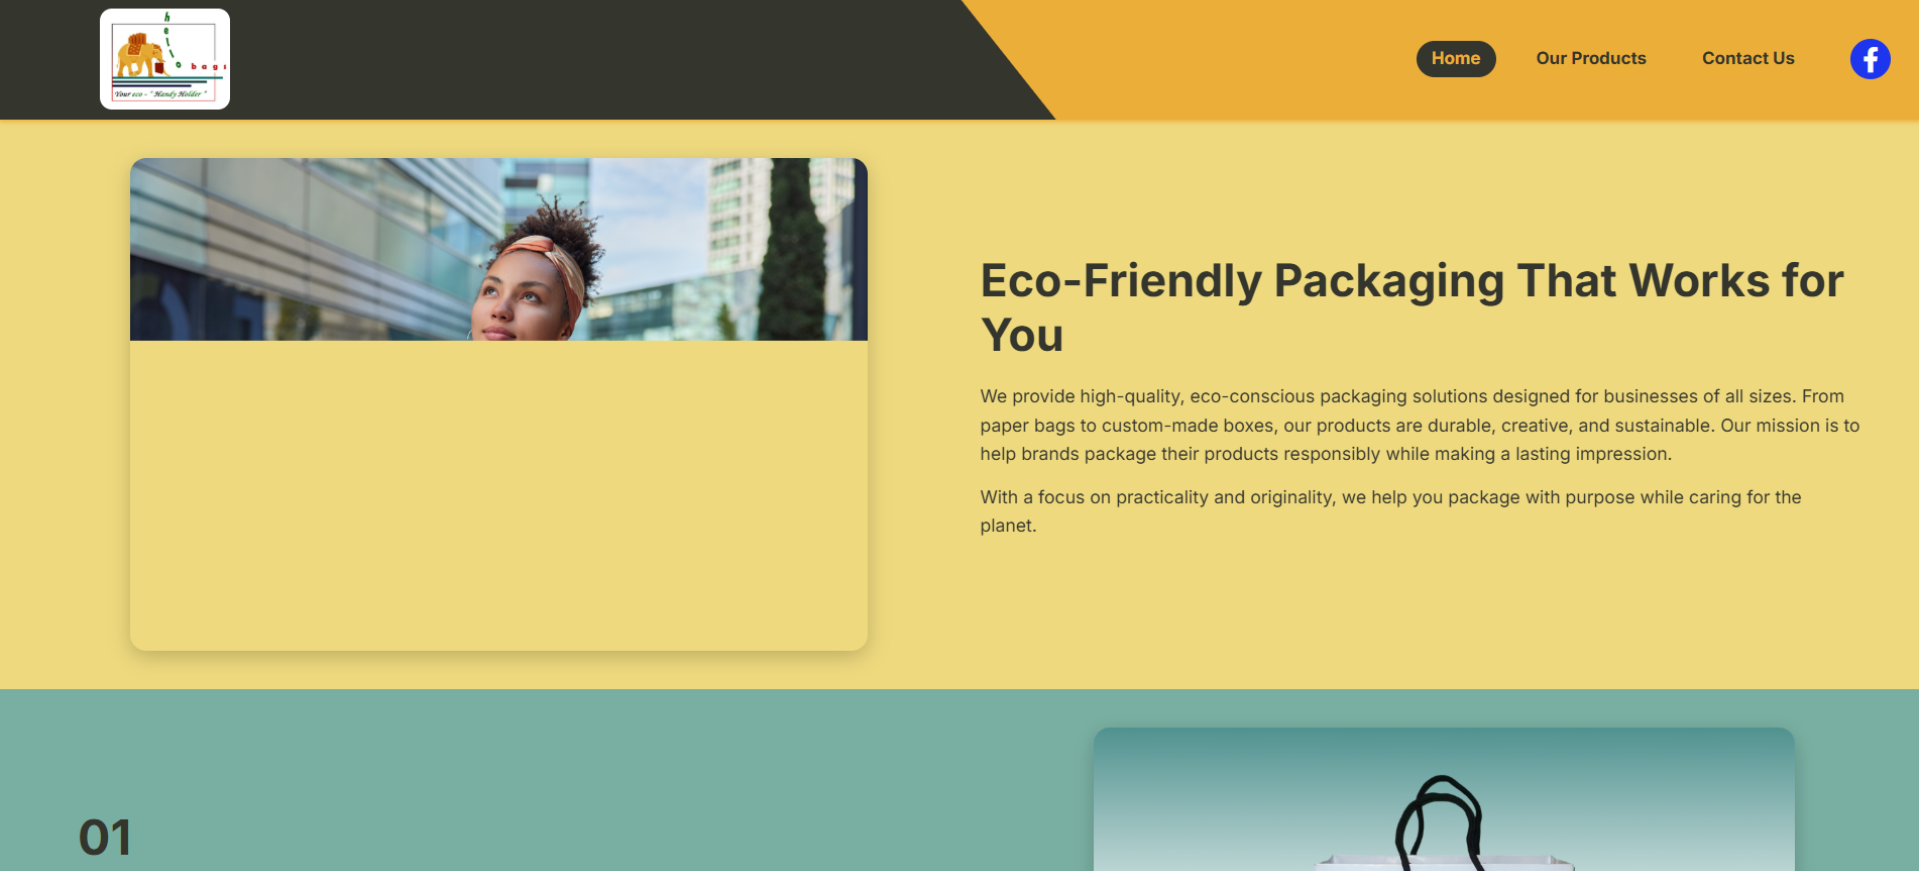 helo bags
Your eco - " Handy Holder "
Home
Our Products
Contact Us
Eco-Friendly Packaging That Works for
You
We provide high-quality, eco-conscious packaging solutions designed for businesses of all sizes. From
paper bags to custom-made boxes, our products are durable, creative, and sustainable. Our mission is to
help brands package their products responsibly while making a lasting impression.
With a focus on practicality and originality, we help you package with purpose while caring for the
planet.
01